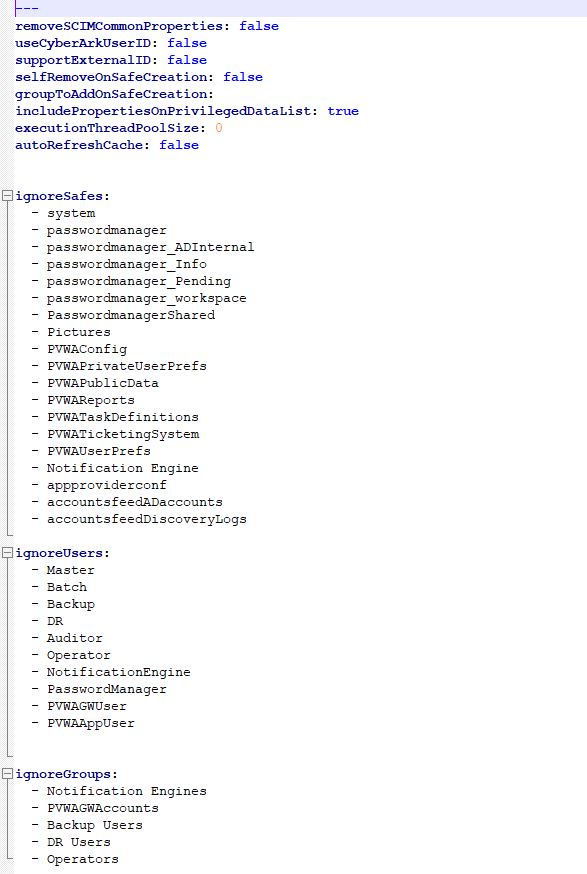 ---
removeSCIMCommonProperties: false
useCyberArkUserID: false
supportExternalID: false
selfRemoveOnSafeCreation: false
groupToAddOnSafeCreation:
includePropertiesOnPrivilegedDataList: true
executionThreadPoolSize: 0
autoRefreshCache: false
ignoreSafes:
- system
- passwordmanager
- passwordmanager_ADInternal
- passwordmanager_Info
- passwordmanager_Pending
- passwordmanager_workspace
- PasswordmanagerShared
- Pictures
- PVWAConfig
- PVWAPrivateUserPrefs
- PVWAPublicData
- PVWAReports
- PVWATaskDefinitions
- PVWATicketingSystem
- PVWAUserPrefs
- Notification Engine
- appproviderconf
- accountsfeedADaccounts
- accountsfeedDiscoveryLogs
ignoreUsers:
- Master
- Batch
- Backup
- DR
- Auditor
- Operator
- NotificationEngine
- PasswordManager
- PVWAGWUser
- PVWAAppUser
ignoreGroups:
- Notification Engines
- PVWAGWAccounts
- Backup Users
- DR Users
- Operators